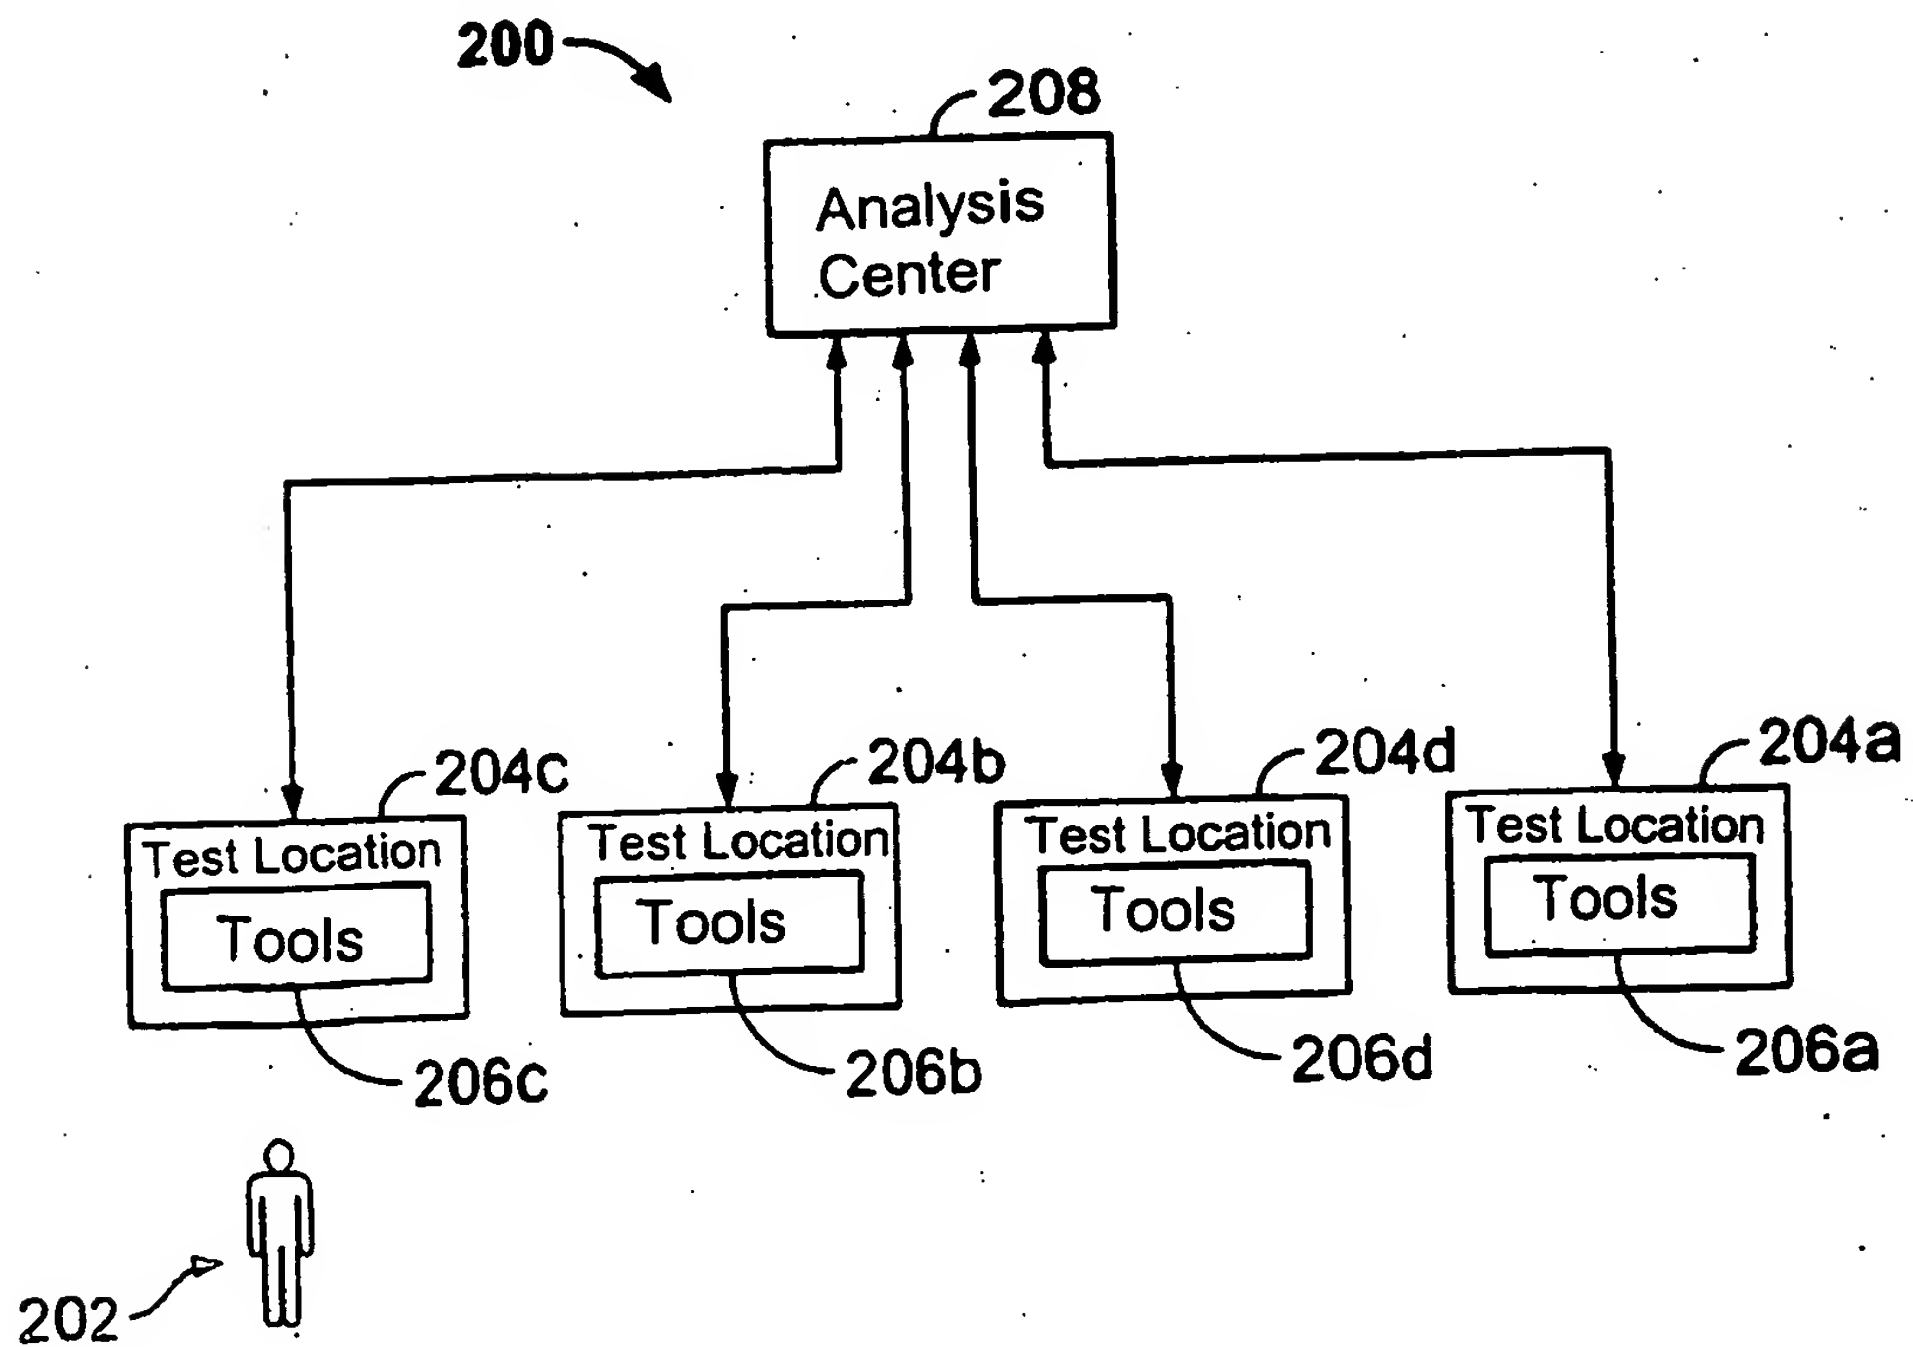 200
208
Analysis
Center
204c
204b
204d
204a
Test Location
Test Location
Test Location
Test Location
Tools
Tools
Tools
Tools
206c
206b
206d
206a
202